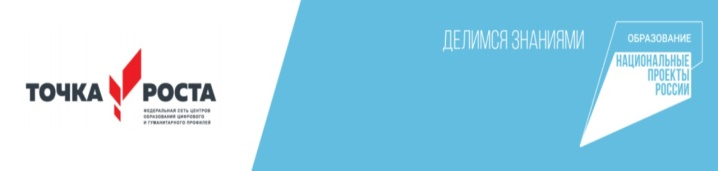 ТОЧКА РОСТА
ФЕДЕРАЛЬНАЯ СЕТЬ ЦЕНТРОВ
ОБРАЗОВАНИЯ ЦИФРОВОГО
И ГУМАНИТАРНОГО ПРОФИЛЕЙ
ДЕЛИМСЯ ЗНАНИЯМИ
ОБРАЗОВАНИЕ
НАЦИОНАЛЬНЫЕ
ПРОЕКТЫ
РОССИИ